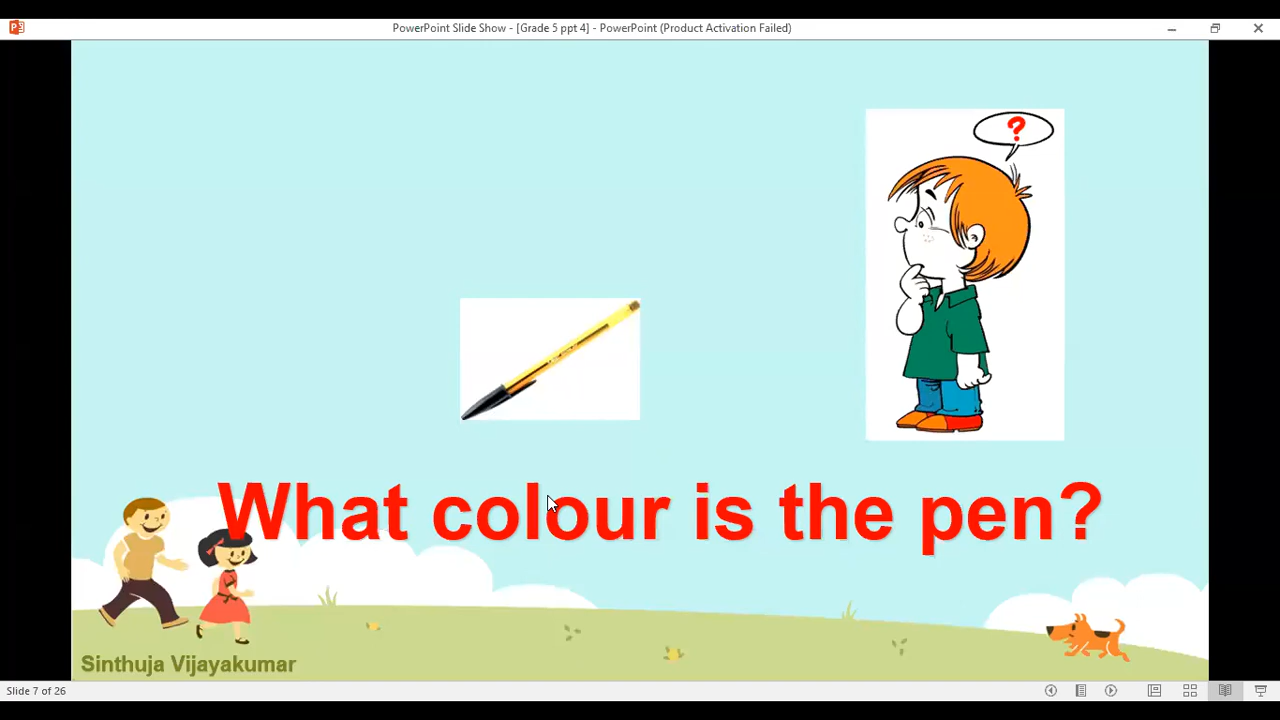 PowerPoint Slide Show - [Grade 5 ppt 4] - PowerPoint (Product Activation Failed)
?
What colour is the pen?
Sinthuja Vijayakumar
Slide 7 of 26